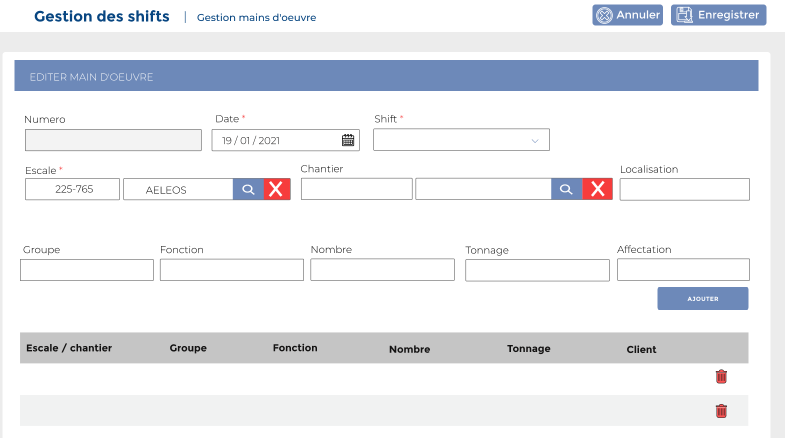 Gestion des shifts | Gestion mains d'oeuvre Annuler Enregistrer
EDITER MAIN D'OEUVRE
Numero Date * Shift *
19 / 01 / 2021
Escale * Chantier Localisation
225-765 AELEOS
Groupe Fonction Nombre Tonnage Affectation
AJOUTER
Escale / chantier Groupe Fonction Nombre Tonnage Client